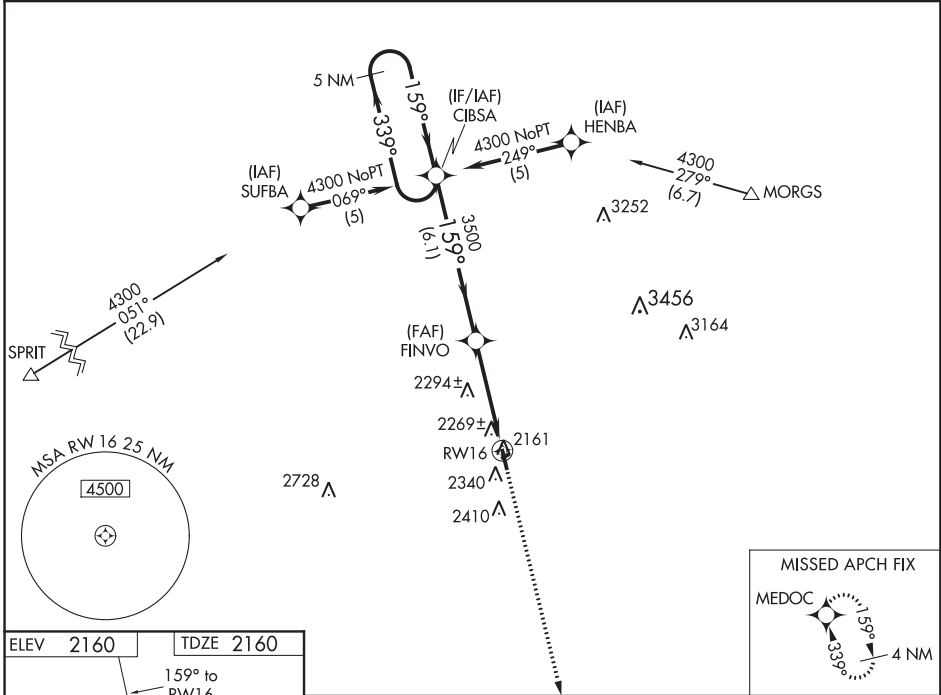 5 NM
159°
339°
(IF/IAF)
CIBSA
(IAF)
HENBA
4300 NoPT
249°
(5)
4300
279°
(6.7)
MORGS
(IAF)
SUFBA
4300 NoPT
069°
(5)
3252
3500
159°
(6.1)
4300
051°
(22.9)
SPRIT
3456
3164
(FAF)
FINVO
2294±
2269±
2161
RW16
2340
2410
2728
MSA RW 16 25 NM
4500
MISSED APCH FIX
MEDOC
159°
339°
4 NM
ELEV 2160
TDZE 2160
159° to
RW16